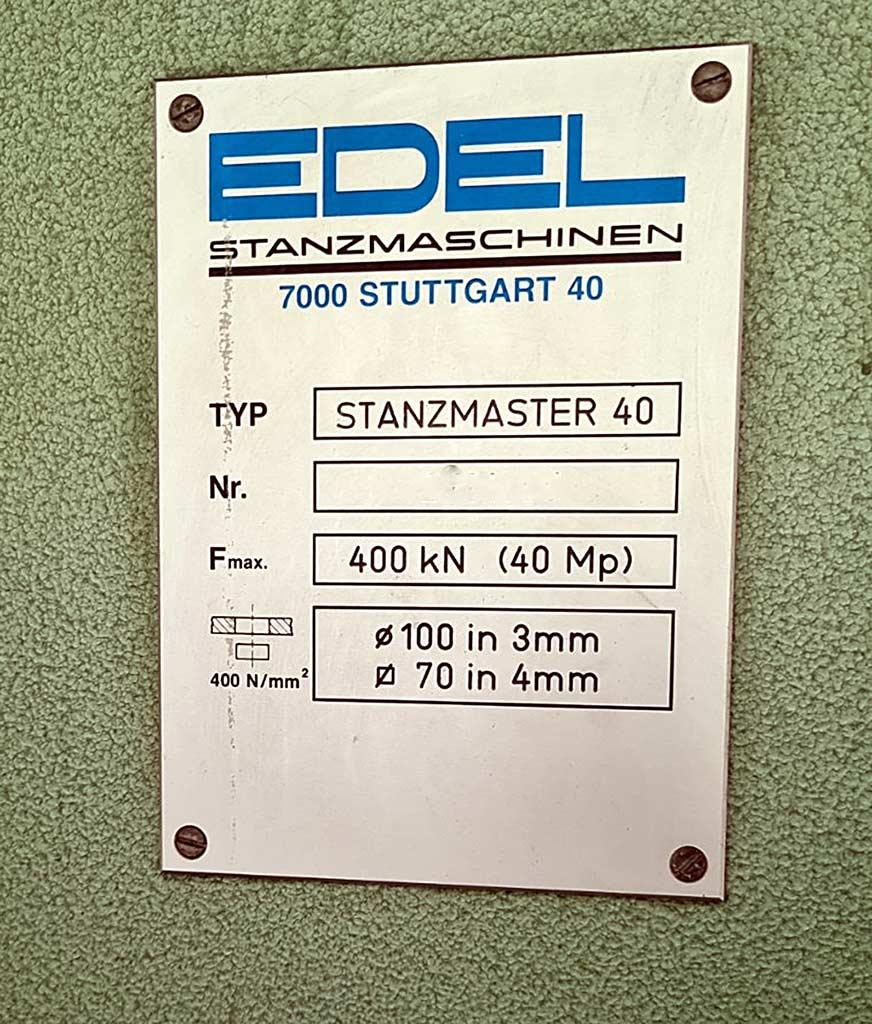 EDEL
STANZMASCHINEN
7000 STUTTGART 40
TYP STANZMASTER 40
Nr.
Fmax. 400 kN (40 Mp)
⌀100 in 3mm
400 N/mm² ⍁ 70 in 4mm